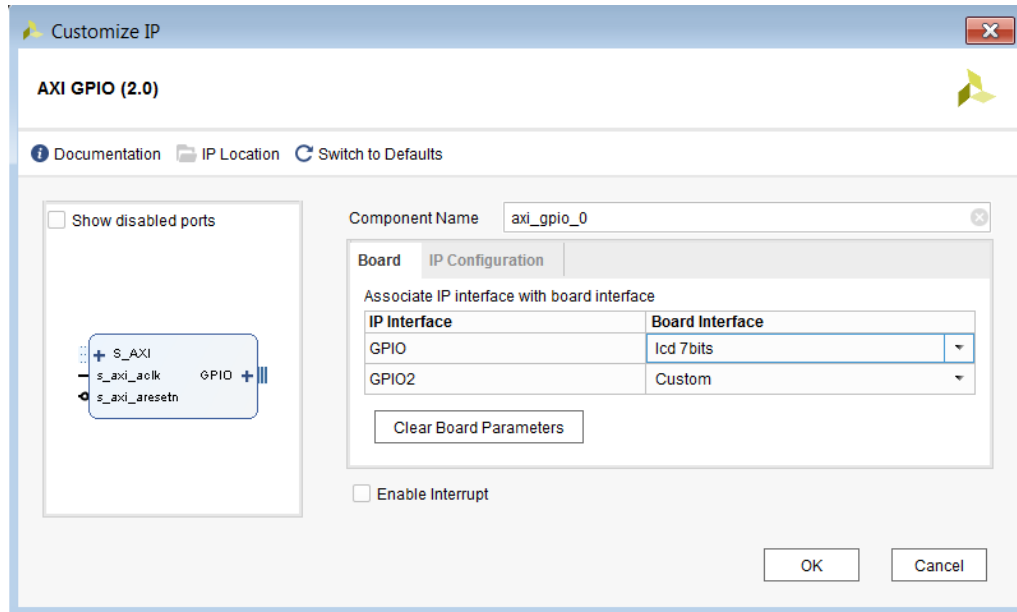 Customize IP
AXI GPIO (2.0)
Documentation IP Location Switch to Defaults
Show disabled ports
S_AXI
s_axi_aclk GPIO
s_axi_aresetn
Component Name axi_gpio_0
Board IP Configuration
Associate IP interface with board interface
IP Interface Board Interface
GPIO lcd 7bits
GPIO2 Custom
Clear Board Parameters
Enable Interrupt
OK Cancel